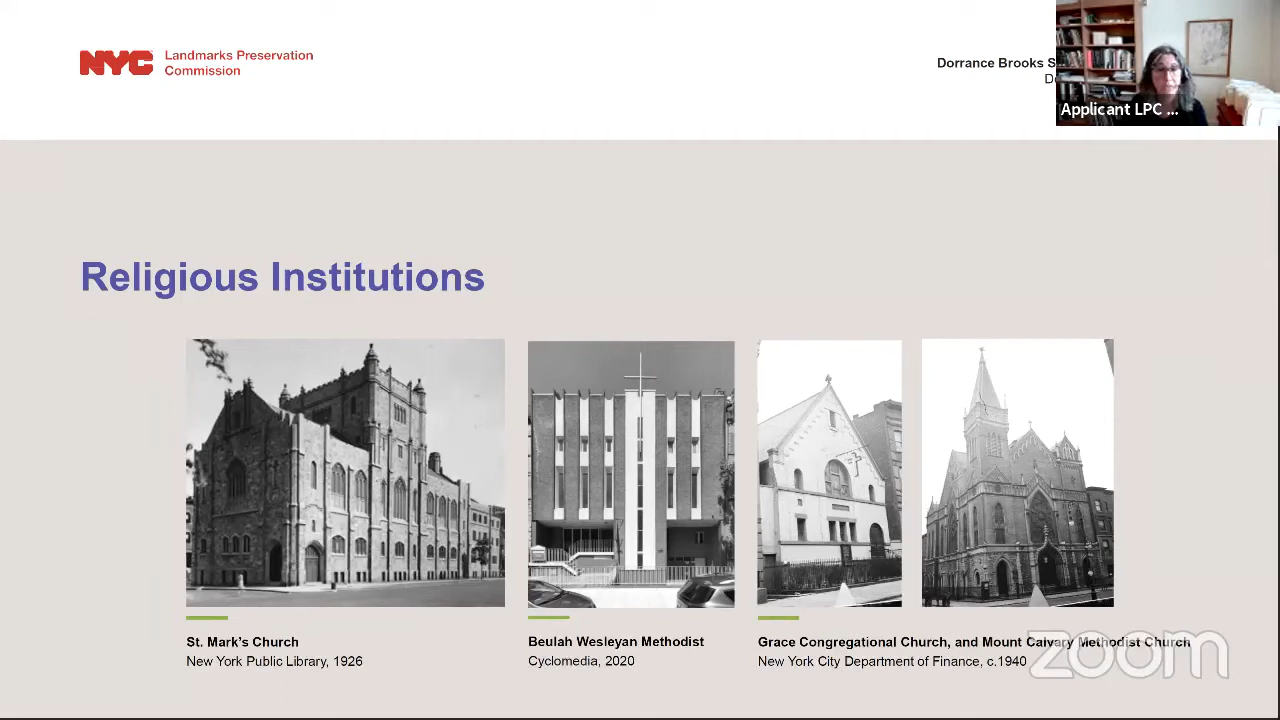 NYC
Landmarks Preservation
Commission
Dorrance Brooks S
Applicant LPC ...
Religious Institutions
St. Mark's Church
New York Public Library, 1926
Beulah Wesleyan Methodist
Cyclomedia, 2020
Grace Congregational Church, and Mount Calvary Methodist Church
New York City Department of Finance, c.1940
zoom